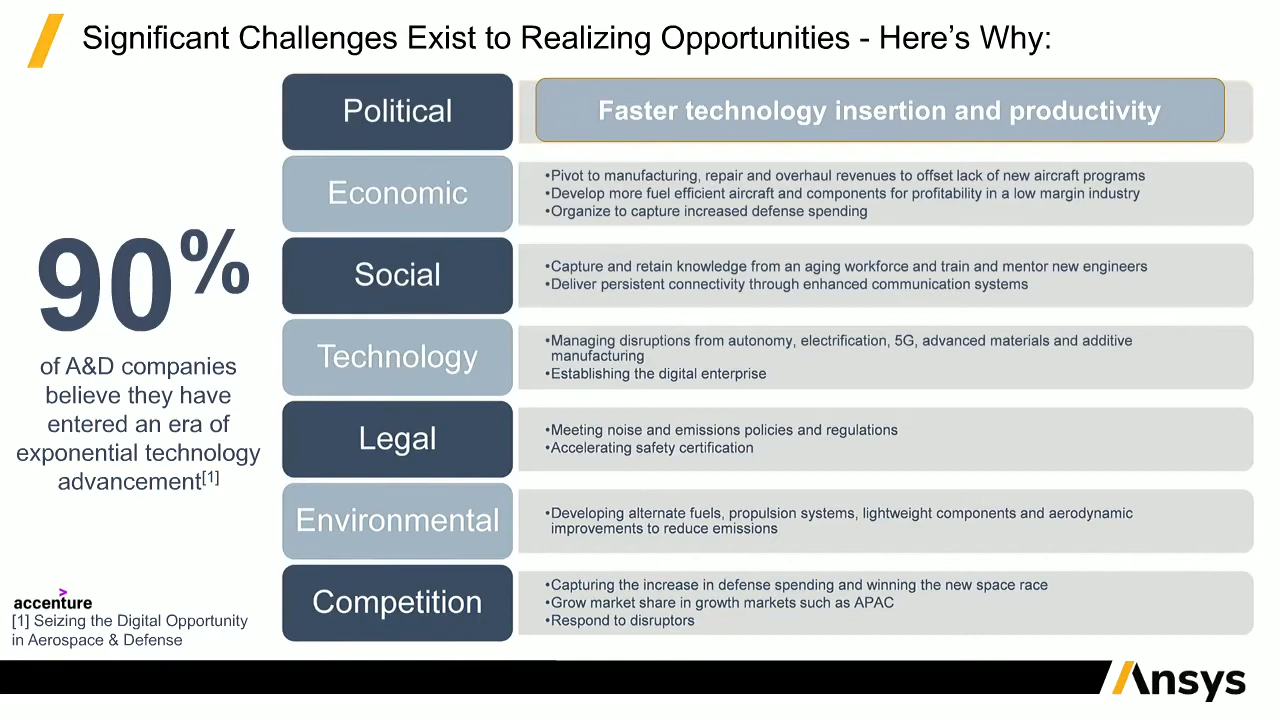 Significant Challenges Exist to Realizing Opportunities - Here's Why:
Political
Faster technology insertion and productivity
Economic
•Pivot to manufacturing, repair and overhaul revenues to offset lack of new aircraft programs
•Develop more fuel efficient aircraft and components for profitability in a low margin industry
•Organize to capture increased defense spending
90%
of A&D companies
believe they have
entered an era of
exponential technology
advancement[1]
Social
•Capture and retain knowledge from an aging workforce and train and mentor new engineers
•Deliver persistent connectivity through enhanced communication systems
Technology
•Managing disruptions from autonomy, electrification, 5G, advanced materials and additive
manufacturing
•Establishing the digital enterprise
Legal
•Meeting noise and emissions policies and regulations
•Accelerating safety certification
Environmental
•Developing alternate fuels, propulsion systems, lightweight components and aerodynamic
improvements to reduce emissions
Competition
•Capturing the increase in defense spending and winning the new space race
•Grow market share in growth markets such as APAC
•Respond to disruptors
accenture
[1] Seizing the Digital Opportunity
in Aerospace & Defense
Ansys